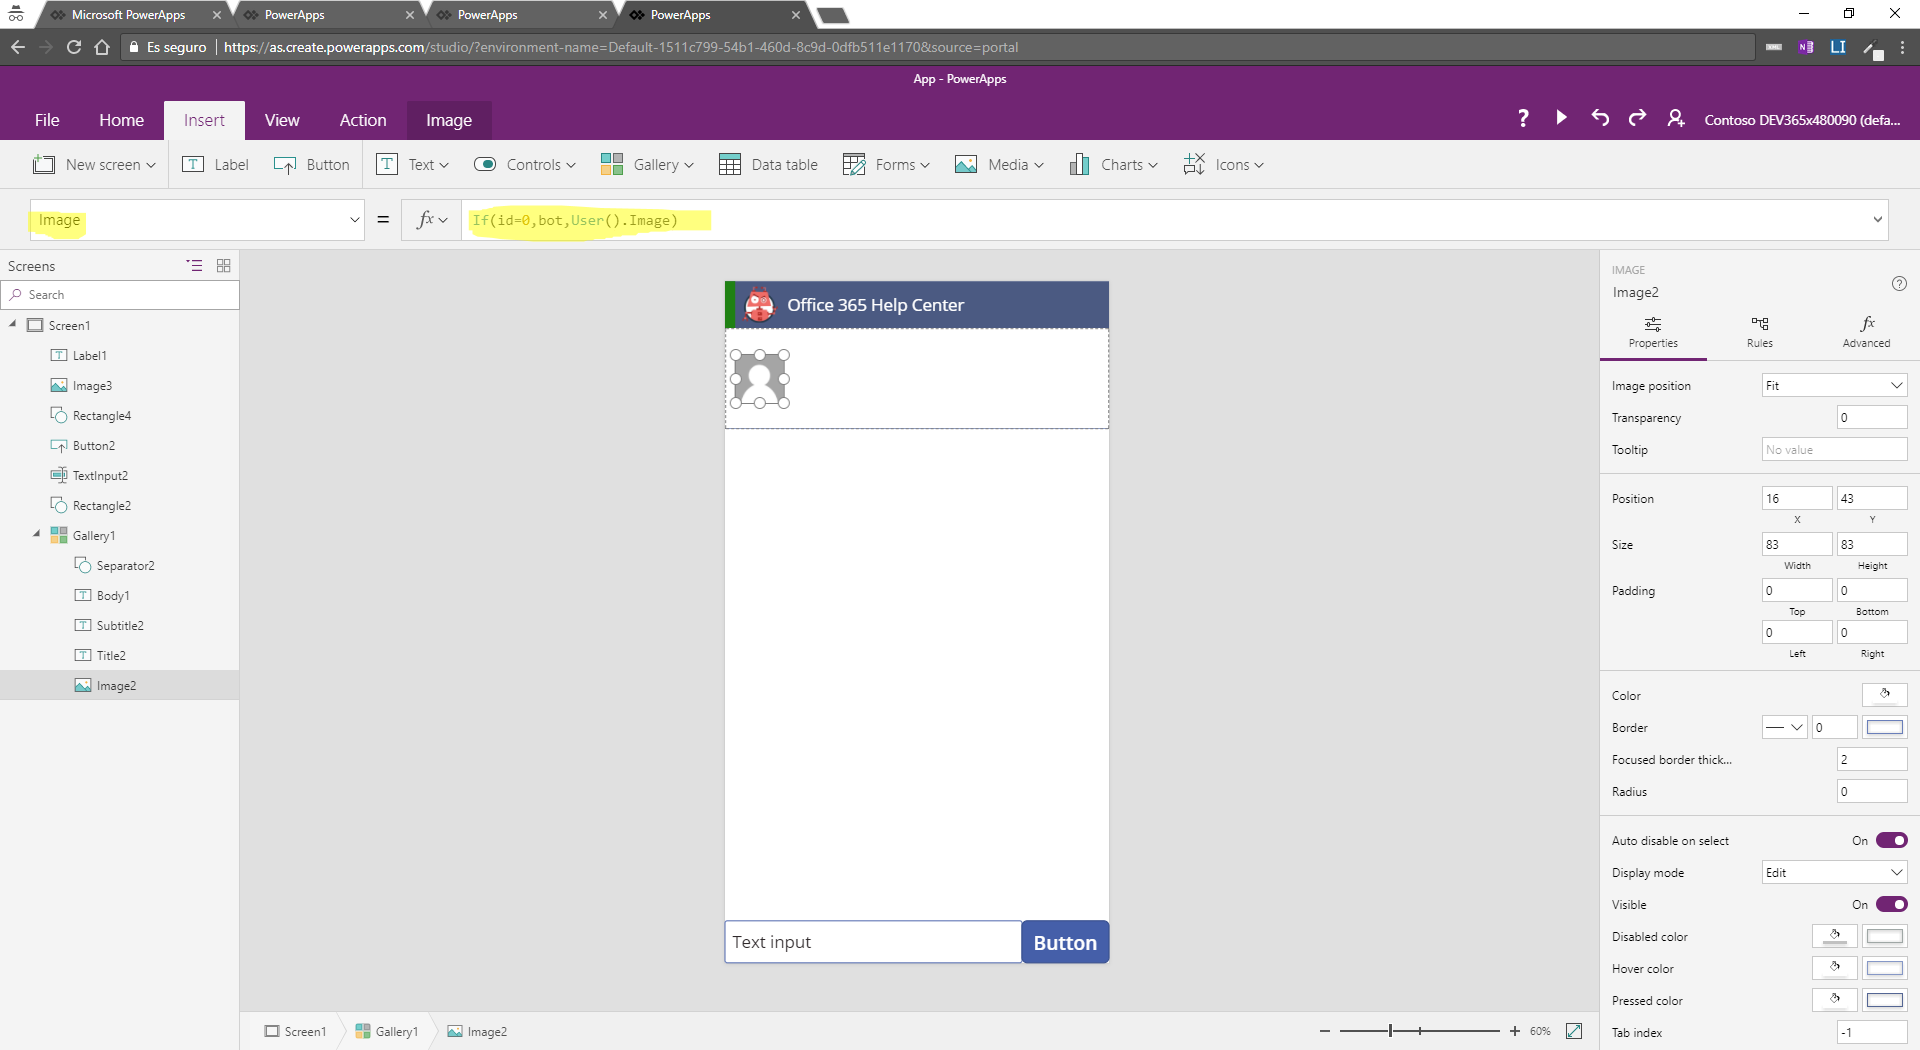 Microsoft PowerApps
PowerApps
PowerApps
PowerApps
Es seguro
https://as.create.powerapps.com/studio/?environment-name=Default-1511c799-54b1-460d-8c9d-0dfb511e1170&source=portal
App - PowerApps
File
Home
Insert
View
Action
Image
Contoso DEV365x480090 (defa...
New screen
Label
Button
Text
Controls
Gallery
Data table
Forms
Media
Charts
Icons
Image
=
fx
If(id=0,bot,User().Image)
Screens
Search
Screen1
Label1
Image3
Rectangle4
Button2
TextInput2
Rectangle2
Gallery1
Separator2
Body1
Subtitle2
Title2
Image2
Office 365 Help Center
Text input
Button
Screen1
Gallery1
Image2
60%
IMAGE
Image2
Properties
Rules
Advanced
Image position
Fit
Transparency
0
Tooltip
No value
Position
16
43
X
Y
Size
83
83
Width
Height
Padding
0
0
Top
Bottom
0
0
Left
Right
Color
Border
0
Focused border thick...
2
Radius
0
Auto disable on select
On
Display mode
Edit
Visible
On
Disabled color
Hover color
Pressed color
Tab index
-1